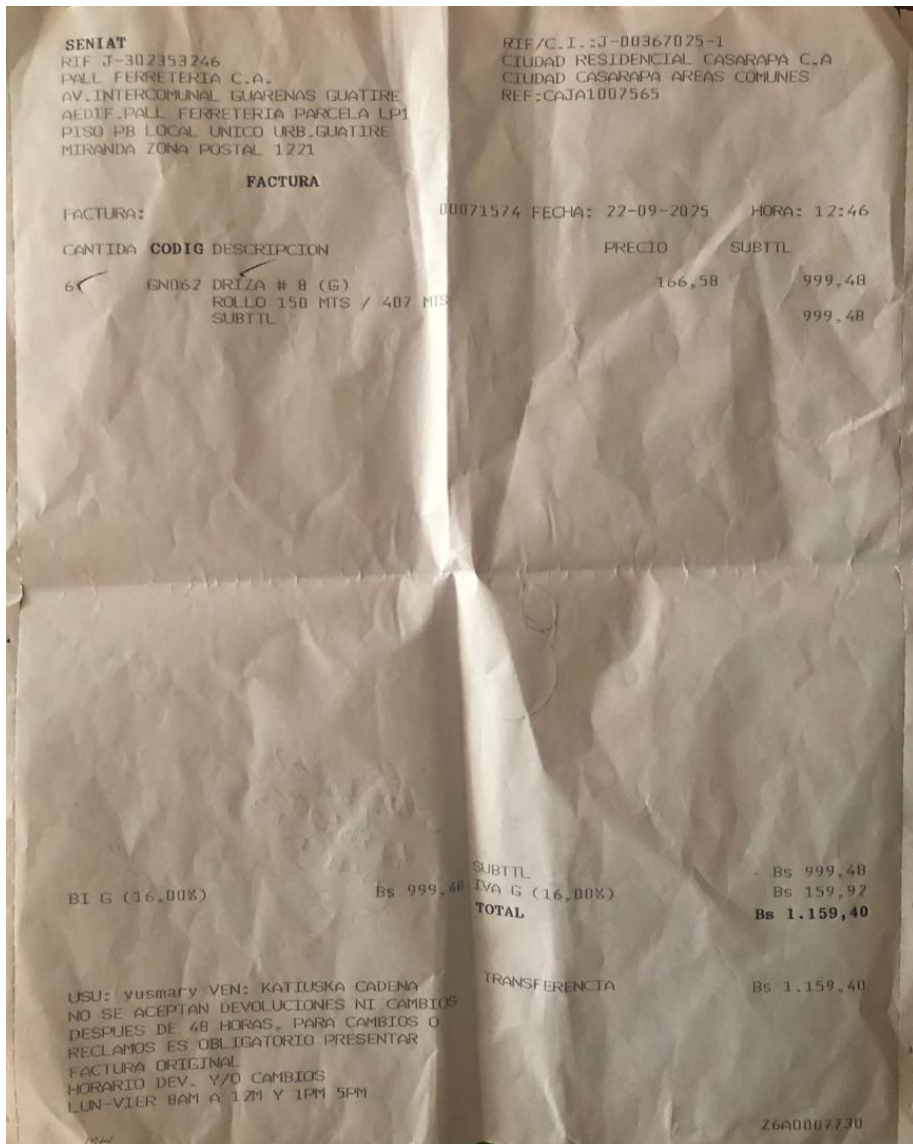 SENIAT
RIF J-302353246
PALL FERRETERIA C.A.
AV.INTERCOMUNAL GUARENAS GUATIRE
AEDIF.PALL FERRETERIA PARCELA LP1
PISO PB LOCAL UNICO URB.GUATIRE
MIRANDA ZONA POSTAL 1221
RIF/C.I.:J-00367025-1
CIUDAD RESIDENCIAL CASARAPA C.A
CIUDAD CASARAPA AREAS COMUNES
REF:CAJA1007565
FACTURA
FACTURA: 00071574 FECHA: 22-09-2025 HORA: 12:46
CANTIDA CODIG DESCRIPCION PRECIO SUBTTL
6 GN062 DRIZA # 8 (G) 166,58 999,48
ROLLO 150 MTS / 407 MTS
SUBTTL 999,48
SUBTTL Bs 999,48
BI G (16,00%) Bs 999,48 IVA G (16,00%) Bs 159,92
TOTAL Bs 1.159,40
TRANSFERENCIA Bs 1.159,40
USU: yusmary VEN: KATIUSKA CADENA
NO SE ACEPTAN DEVOLUCIONES NI CAMBIOS
DESPUES DE 48 HORAS, PARA CAMBIOS O
RECLAMOS ES OBLIGATORIO PRESENTAR
FACTURA ORIGINAL
HORARIO DEV. Y/O CAMBIOS
LUN-VIER 8AM A 12M Y 1PM 5PM
Z6A0007730